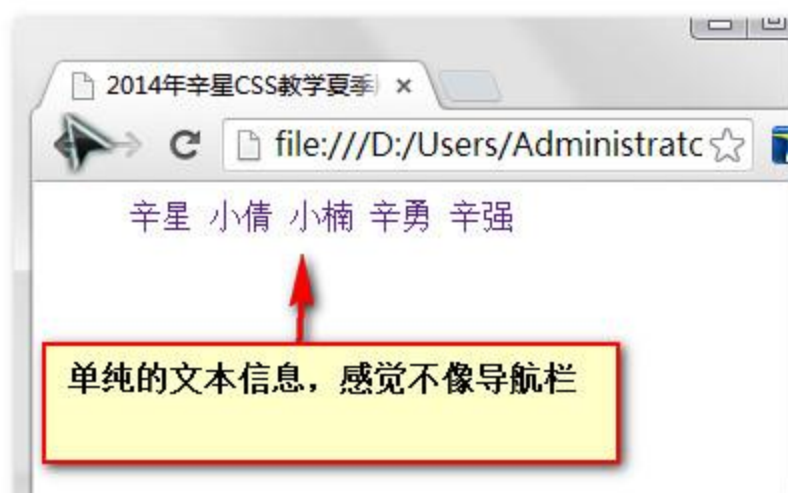 2014年辛星CSS教学夏季
file:///D:/Users/Administratc
辛星 小倩 小楠 辛勇 辛强
单纯的文本信息，感觉不像导航栏